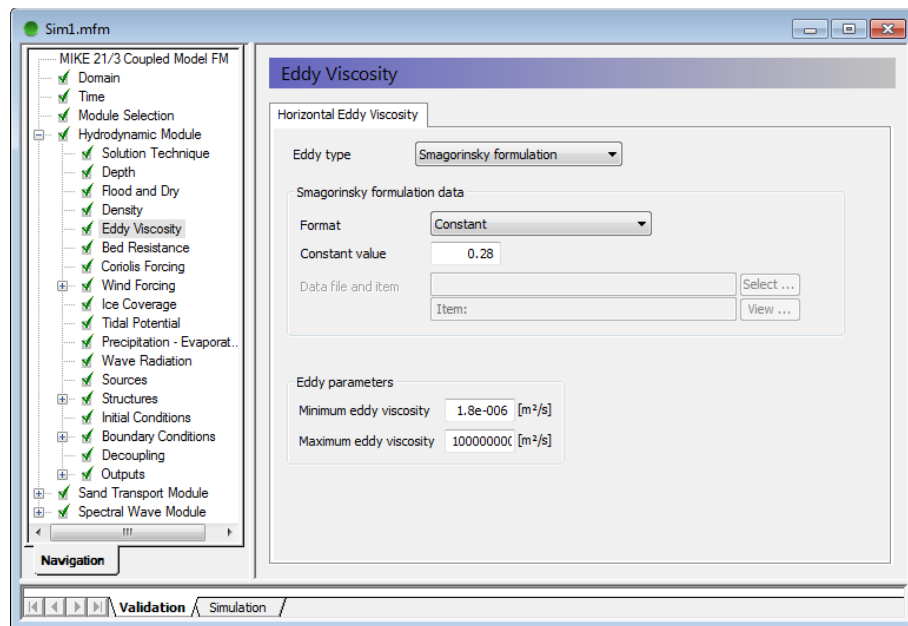 Sim1.mfm
MIKE 21/3 Coupled Model FM
Domain
Time
Module Selection
Hydrodynamic Module
Solution Technique
Depth
Flood and Dry
Density
Eddy Viscosity
Bed Resistance
Coriolis Forcing
Wind Forcing
Ice Coverage
Tidal Potential
Precipitation - Evaporat..
Wave Radiation
Sources
Structures
Initial Conditions
Boundary Conditions
Decoupling
Outputs
Sand Transport Module
Spectral Wave Module
Navigation
Eddy Viscosity
Horizontal Eddy Viscosity
Eddy type Smagorinsky formulation
Smagorinsky formulation data
Format Constant
Constant value 0.28
Data file and item Select ...
Item: View ...
Eddy parameters
Minimum eddy viscosity 1.8e-006 [m²/s]
Maximum eddy viscosity 10000000 [m²/s]
Validation Simulation